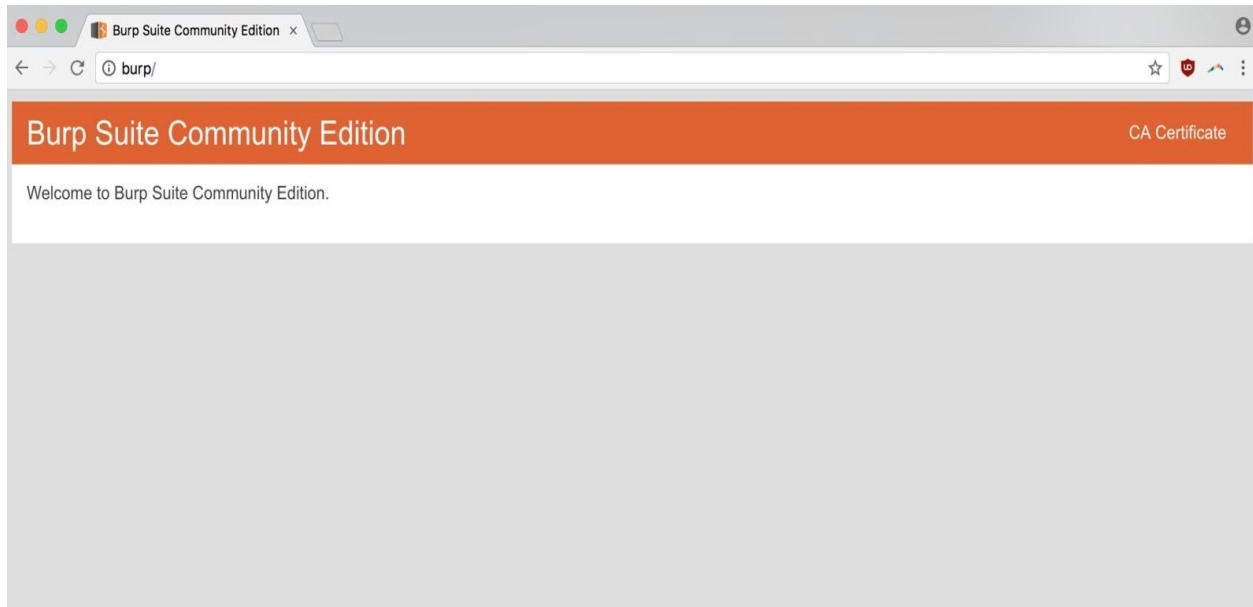 Burp Suite Community Edition
burp/
Burp Suite Community Edition
CA Certificate
Welcome to Burp Suite Community Edition.